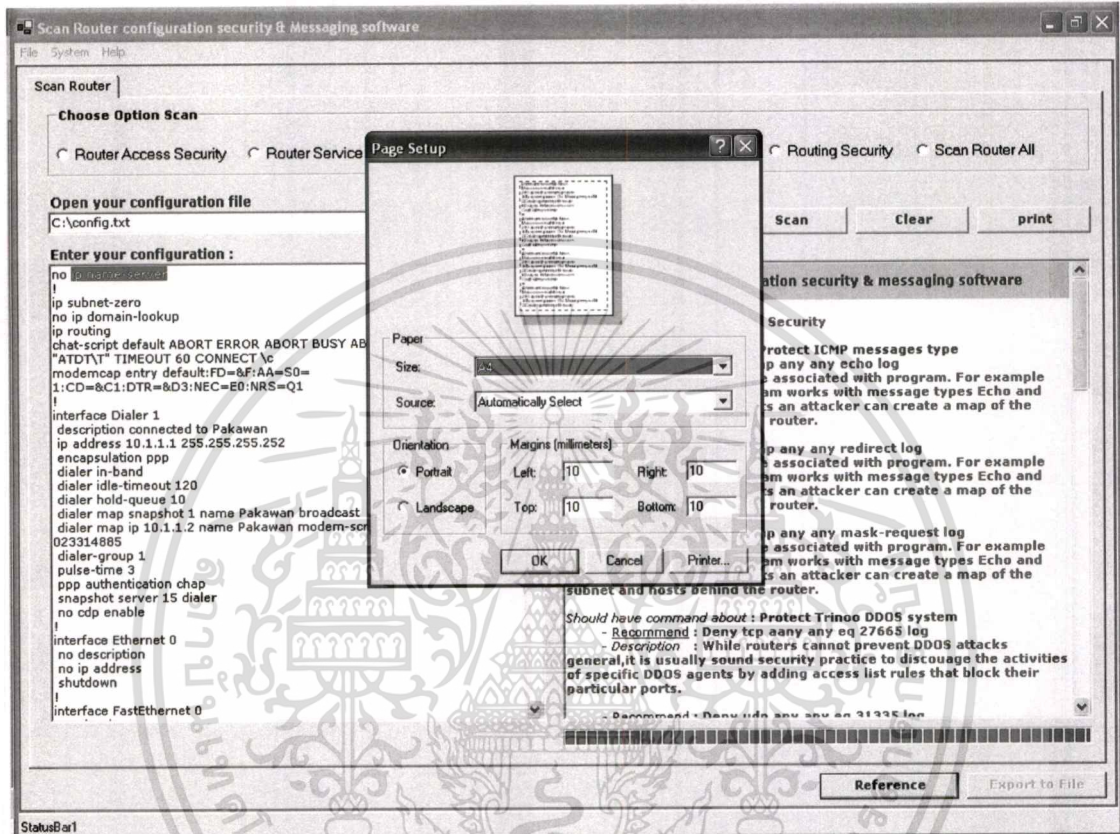 Scan Router configuration security & Messaging software
File System Help
Scan Router
Choose Option Scan
Router Access Security
Router Service
Routing Security
Scan Router All
Open your configuration file
C:\config.txt
Scan
Clear
print
Enter your configuration :
no ip name-server
!
ip subnet-zero
no ip domain-lookup
ip routing
chat-script default ABORT ERROR ABORT BUSY AB
"ATDT\T" TIMEOUT 60 CONNECT \c
modemcap entry default:FD=&F:AA=S0=
1:CD=&C1:DTR=&D3:NEC=E0:NRS=Q1
!
interface Dialer 1
description connected to Pakawan
ip address 10.1.1.1 255.255.255.252
encapsulation ppp
dialer in-band
dialer idle-timeout 120
dialer hold-queue 10
dialer map snapshot 1 name Pakawan broadcast
dialer map ip 10.1.1.2 name Pakawan modem-scr
023314885
dialer-group 1
pulse-time 3
ppp authentication chap
snapshot server 15 dialer
no cdp enable
!
interface Ethernet 0
no description
no ip address
shutdown
!
interface FastEthernet 0
Page Setup
Paper
Size:
A4
Source:
Automatically Select
Orientation
Portrait
Landscape
Margins (millimeters)
Left: 10 Right: 10
Top: 10 Bottom: 10
OK
Cancel
Printer...
ation security & messaging software
Security
Protect ICMP messages type
p any any echo log
associated with program. For example
am works with message types Echo and
s an attacker can create a map of the
router.
p any any redirect log
associated with program. For example
am works with message types Echo and
s an attacker can create a map of the
router.
p any any mask-request log
associated with program. For example
am works with message types Echo and
s an attacker can create a map of the
subnet and hosts behind the router.
Should have command about : Protect Trinoo DDOS system
- Recommend : Deny tcp aany any eq 27665 log
- Description : While routers cannot prevent DDOS attacks
general,it is usually sound security practice to discouage the activities
of specific DDOS agents by adding access list rules that block their
particular ports.
- Recommend : Deny udp any any eq 31335 log
Reference
Export to File
StatusBar1